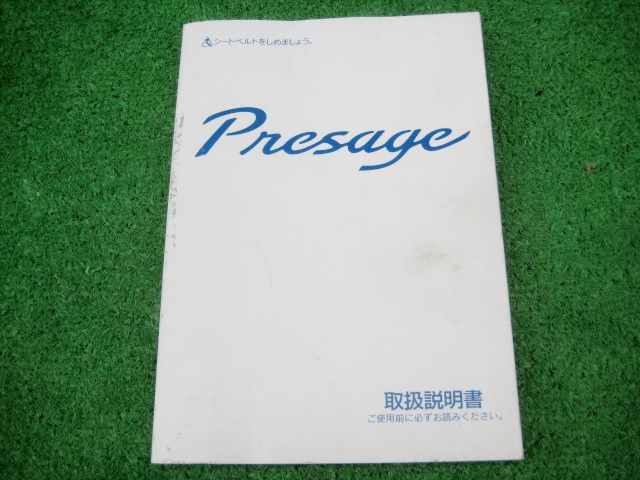 シートベルトをしめましょう。
Presage
取扱説明書
ご使用前に必ずお読みください。